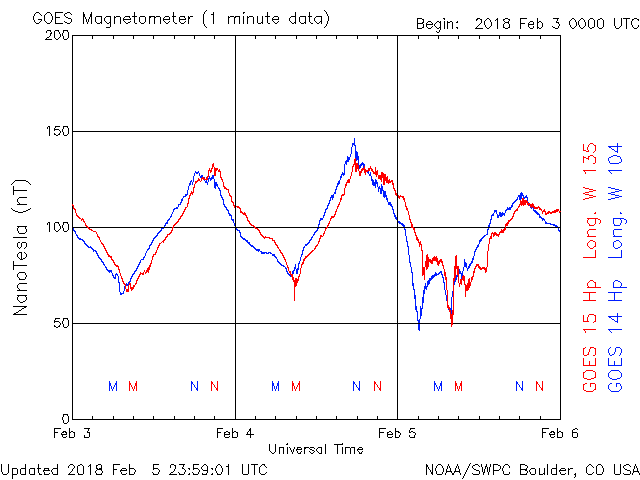 GOES Magnetometer (1 minute data)
Begin: 2018 Feb 3 0000 UTC
200
150
100
50
0
NanoTesla (nT)
M M N N M M N N M M N N
Feb 3 Feb 4 Feb 5 Feb 6
Universal Time
GOES 15 Hp Long. W 135
GOES 14 Hp Long. W 104
Updated 2018 Feb 5 23:59:01 UTC
NOAA/SWPC Boulder, CO USA